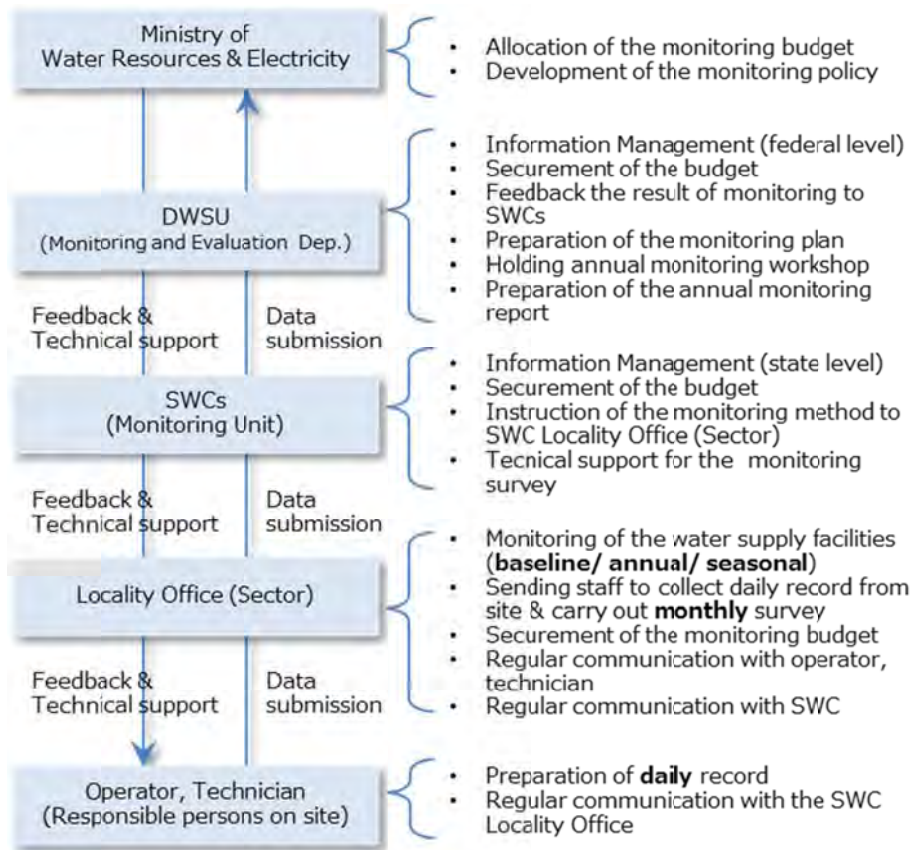 Ministry of
Water Resources & Electricity
• Allocation of the monitoring budget
• Development of the monitoring policy
DWSU
(Monitoring and Evaluation Dep.)
• Information Management (federal level)
• Securement of the budget
• Feedback the result of monitoring to
SWCs
• Preparation of the monitoring plan
• Holding annual monitoring workshop
• Preparation of the annual monitoring
report
Feedback &
Technical support
Data
submission
SWCs
(Monitoring Unit)
• Information Management (state level)
• Securement of the budget
• Instruction of the monitoring method to
SWC Locality Office (Sector)
• Tecnical support for the monitoring
survey
Feedback &
Technical support
Data
submission
Locality Office (Sector)
• Monitoring of the water supply facilities
(baseline/ annual/ seasonal)
• Sending staff to collect daily record from
site & carry out monthly survey
• Securement of the monitoring budget
• Regular communication with operator,
technician
• Regular communication with SWC
Feedback &
Technical support
Data
submission
Operator, Technician
(Responsible persons on site)
• Preparation of daily record
• Regular communication with the SWC
Locality Office